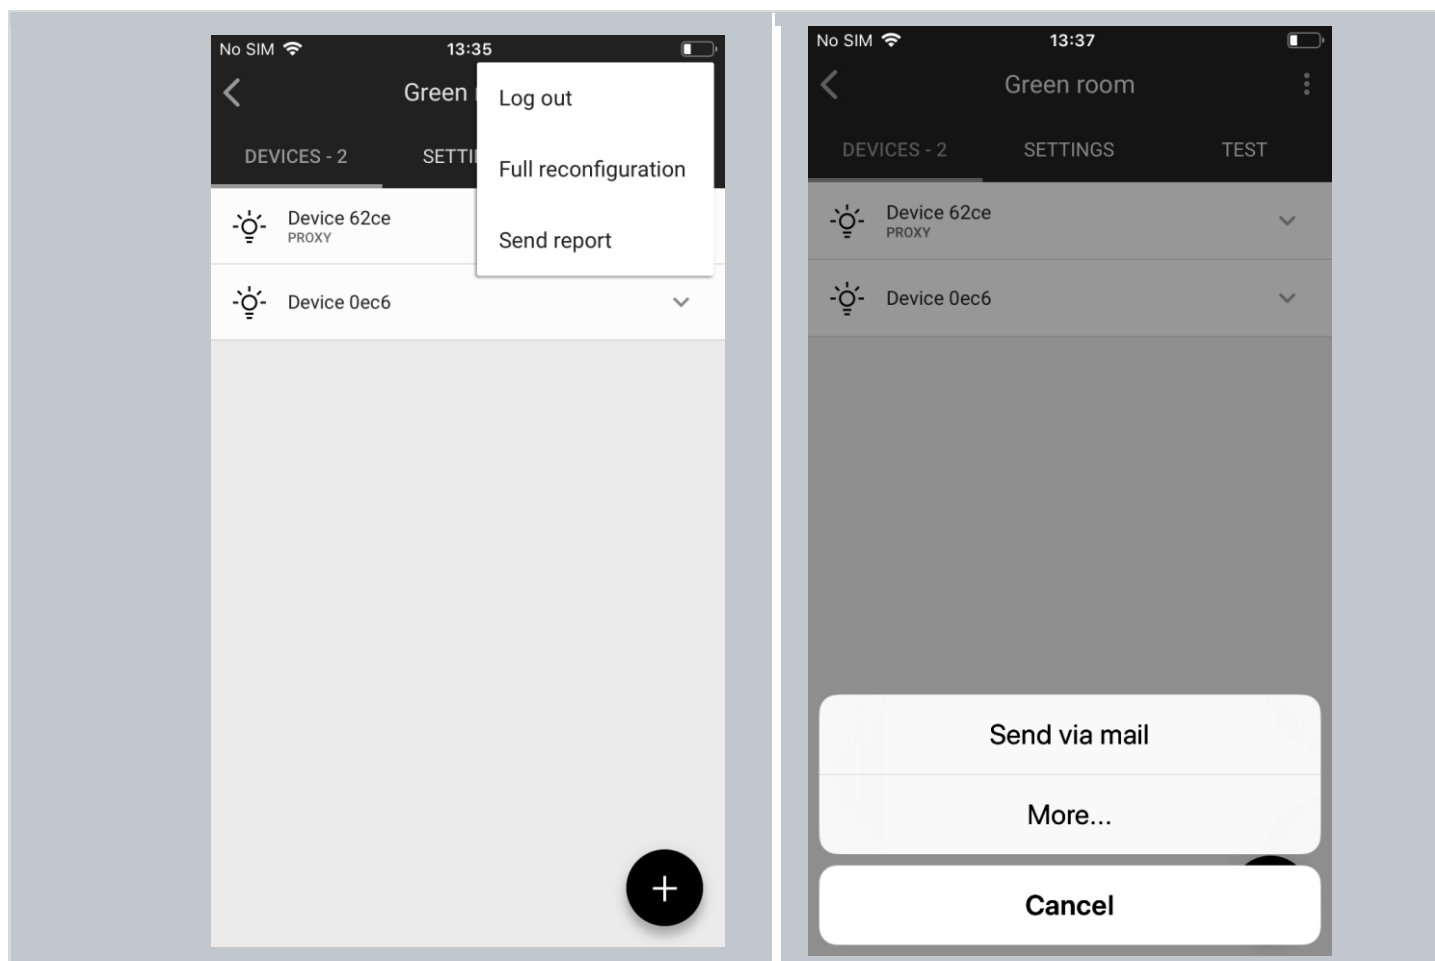 No SIM 13:35
Green
Log out
DEVICES - 2
Full reconfiguration
Device 62ce
PROXY
Send report
Device 0ec6
No SIM 13:37
Green room
DEVICES - 2 SETTINGS TEST
Device 62ce
PROXY
Device 0ec6
Send via mail
More...
Cancel